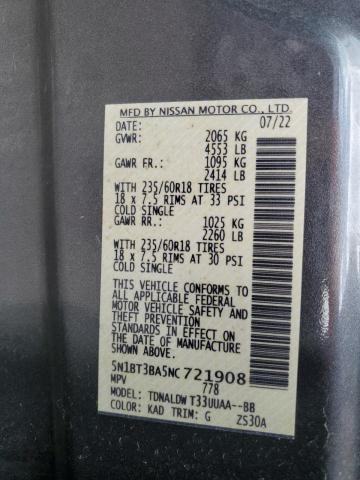 MFD BY NISSAN MOTOR CO., LTD.
DATE: 07/22
GVWR: 2065 KG
4553 LB
GAWR FR.: 1095 KG
2414 LB
WITH 235/60R18 TIRES
18 x 7.5 RIMS AT 33 PSI
COLD SINGLE
GAWR RR.: 1025 KG
2260 LB
WITH 235/60R18 TIRES
18 x 7.5 RIMS AT 30 PSI
COLD SINGLE
THIS VEHICLE CONFORMS TO
ALL APPLICABLE FEDERAL
MOTOR VEHICLE SAFETY AND
THEFT PREVENTION
STANDARDS IN EFFECT ON
THE DATE OF MANUFACTURE
SHOWN ABOVE
5N1BT3BA5NC 721908
MPV 778
MODEL: TDNALDW T33UUAA--BB
COLOR: KAD TRIM: G ZS30A